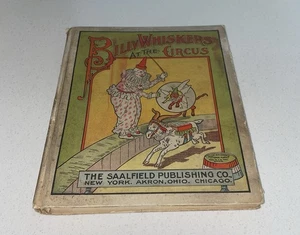 BILLY WHISKERS
AT THE CIRCUS
THE SAALFIELD PUBLISHING CO.
NEW YORK. AKRON, OHIO. CHICAGO.